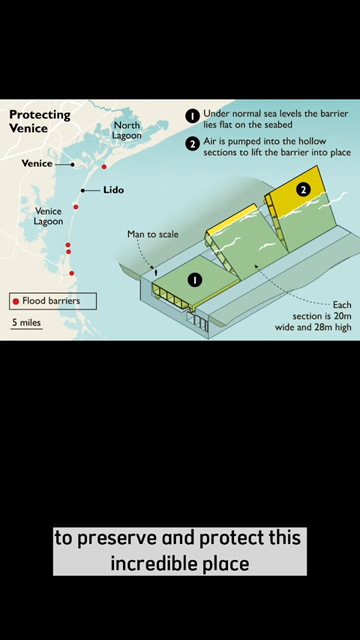 Protecting
Venice
North
Lagoon
Venice
Lido
Venice
Lagoon
Flood barriers
5 miles
1 Under normal sea levels the barrier
lies flat on the seabed
2 Air is pumped into the hollow
sections to lift the barrier into place
2
Man to scale
1
Each
section is 20m
wide and 28m high
to preserve and protect this
incredible place